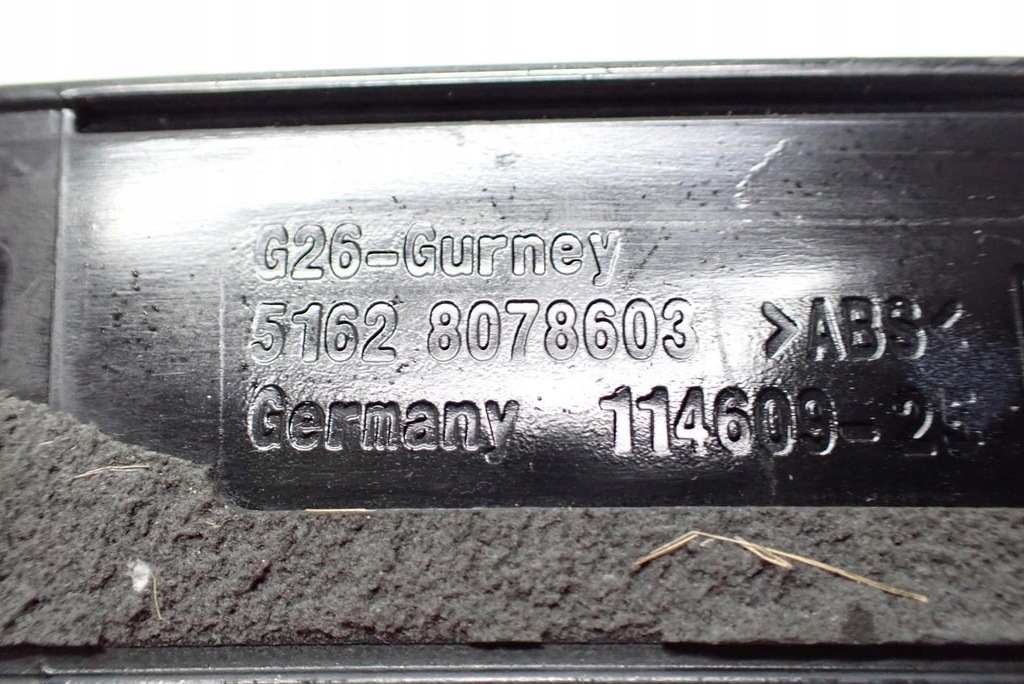 G26-Gurney
5162 8078603 >ABS<
Germany 114609-